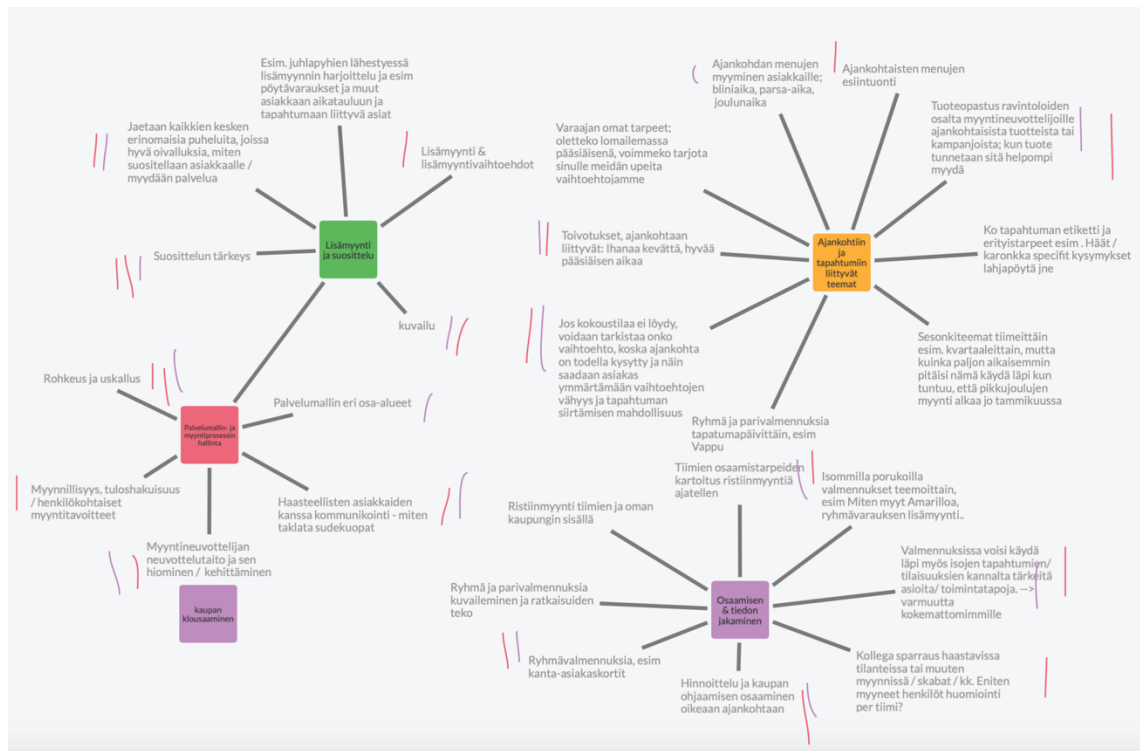 Esim. juhlapyhien lähestyessä
lisämyynnin harjoittelu ja esim
pöytävaraukset ja muut
asiakkaan aikatauluun ja
tapahtumaan liittyvä asiat
Jaetaan kaikkien kesken
erinomaisia puheluita, joissa
hyvä oivalluksia, miten
suositellaan asiakkaalle /
myydään palvelua
Lisämyynti &
lisämyyntivaihtoehdot
Lisämyynti
ja suosittelu
Suosittelun tärkeys
kuvailu
Rohkeus ja uskallus
Palvelumallin eri osa-alueet
Palvelumallin- ja
myyntiprosessin
hallinta
Myynnillisyys, tuloshakuisuus
/ henkilökohtaiset
myyntitavoitteet
Haasteellisten asiakkaiden
kanssa kommunikointi - miten
taklata sudekuopat
Myyntineuvottelijan
neuvottelutaito ja sen
hiominen / kehittäminen
kaupan
klousaaminen
Ajankohdan menujen
myyminen asiakkaille;
bliniaika, parsa-aika,
joulunaika
Ajankohtaisten menujen
esiintuonti
Tuoteopastus ravintoloiden
osalta myyntineuvottelijoille
ajankohtaisista tuotteista tai
kampanjoista; kun tuote
tunnetaan sitä helpompi
myydä
Varaajan omat tarpeet;
oletteko lomailemassa
pääsiäisenä, voimmeko tarjota
sinulle meidän upeita
vaihtoehtojamme
Toivotukset, ajankohtaan
liittyvät: Ihanaa kevättä, hyvää
pääsiäisen aikaa
Ajankohtiin
ja
tapahtumiin
liittyvät
teemat
Ko tapahtuman etiketti ja
erityistarpeet esim . Häät /
karonkka specifit kysymykset
lahjapöytä jne
Jos kokoustilaa ei löydy,
voidaan tarkistaa onko
vaihtoehto, koska ajankohta
on todella kysytty ja näin
saadaan asiakas
ymmärtämään vaihtoehtojen
vähyys ja tapahtuman
siirtämisen mahdollisuus
Sesonkiteemat tiimeittäin
esim. kvartaaleittain, mutta
kuinka paljon aikaisemmin
pitäisi nämä käydä läpi kun
tuntuu, että pikkujoulujen
myynti alkaa jo tammikuussa
Ryhmä ja parivalmennuksia
tapatumapäivittäin, esim
Vappu
Tiimien osaamistarpeiden
kartoitus ristiinmyyntiä
ajatellen
Isommilla porukoilla
valmennukset teemoittain,
esim Miten myyt Amarilloa,
ryhmävarauksen lisämyynti..
Ristiinmyynti tiimien ja oman
kaupungin sisällä
Valmennuksissa voisi käydä
läpi myös isojen tapahtumien/
tilaisuuksien kannalta tärkeitä
asioita/ toimintatapoja. -->
varmuutta
kokemattomimmille
Ryhmä ja parivalmennuksia
kuvaileminen ja ratkaisuiden
teko
Osaamisen
& tiedon
jakaminen
Ryhmävalmennuksia, esim
kanta-asiakaskortit
Hinnoittelu ja kaupan
ohjaamisen osaaminen
oikeaan ajankohtaan
Kollega sparraus haastavissa
tilanteissa tai muuten
myynnissä / skabat / kk. Eniten
myyneet henkilöt huomiointi
per tiimi?